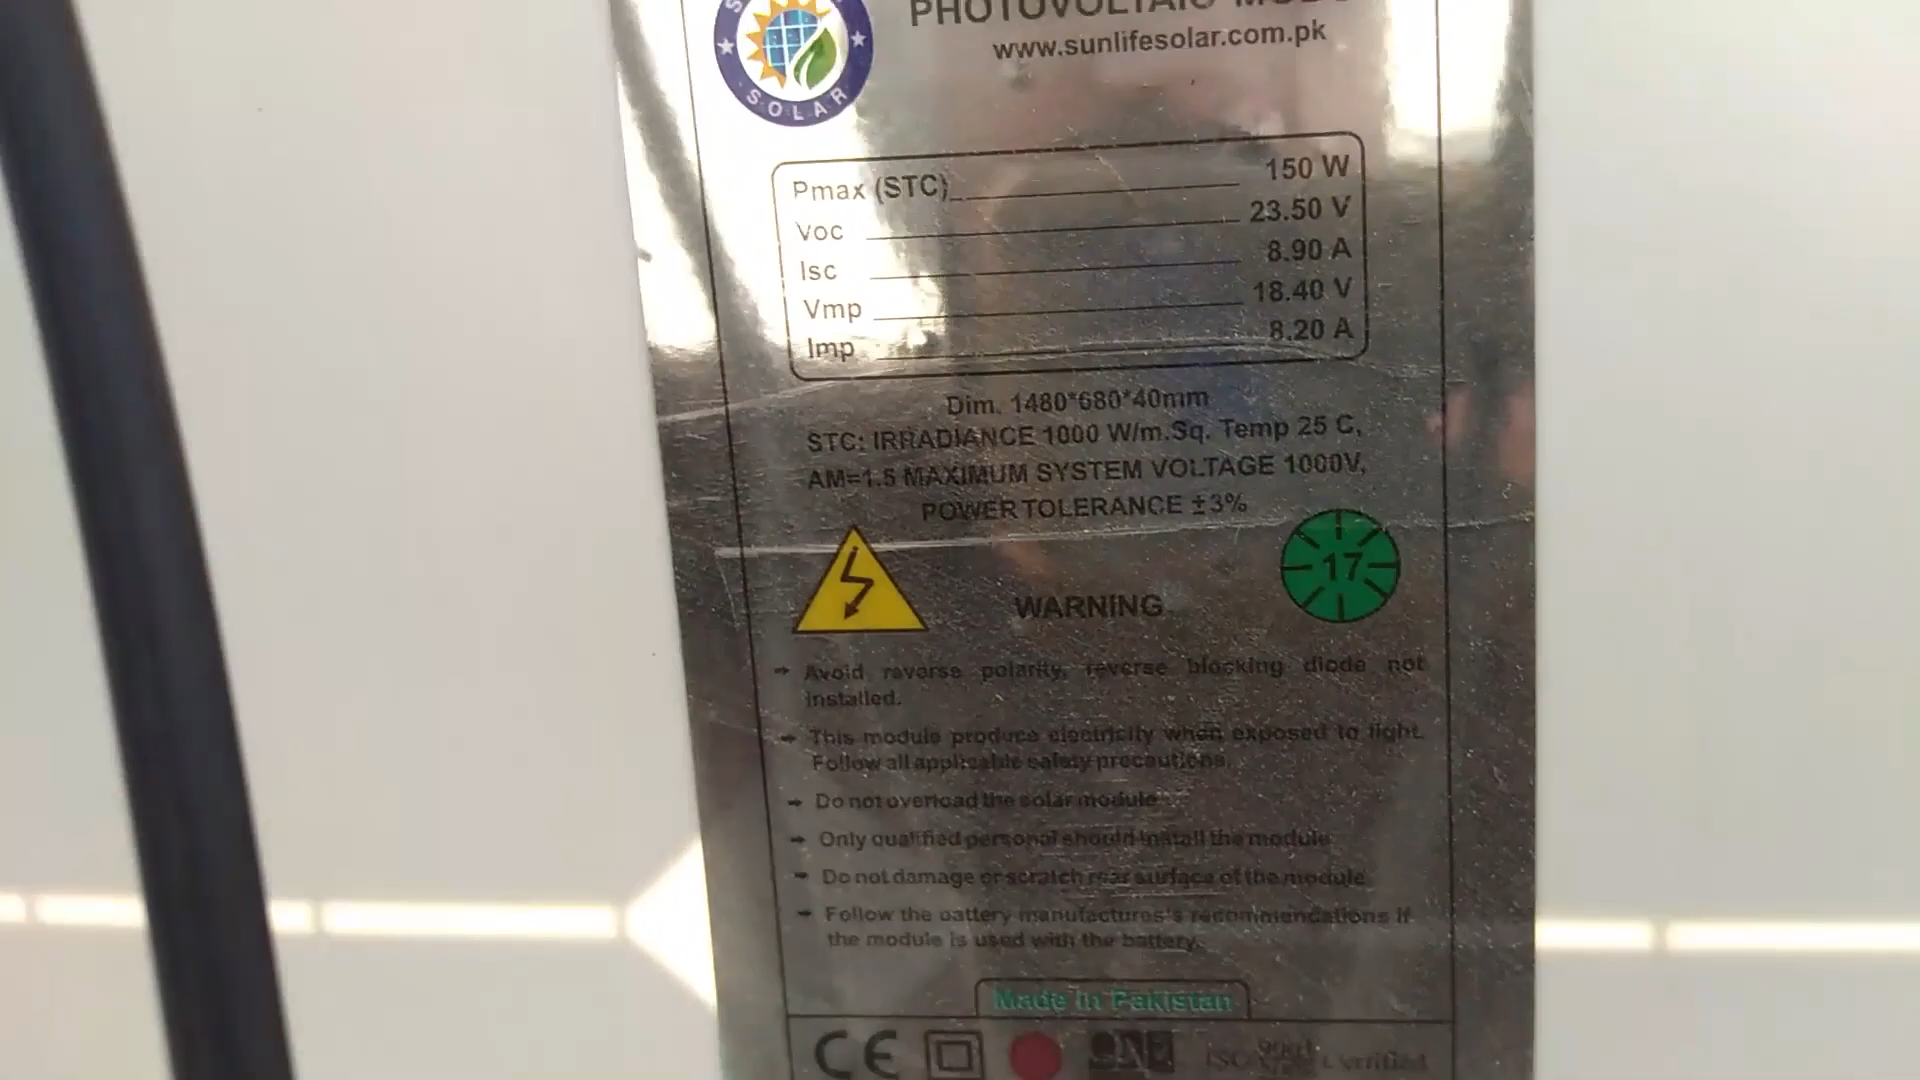 PHOTOVOLTAIC
www.sunlifesolar.com.pk
SOLAR
Pmax (STC) 150 W
Voc 23.50 V
Isc 8.90 A
Vmp 18.40 V
Imp 8.20 A
Dim. 1480*680*40mm
STC: IRRADIANCE 1000 W/m.Sq. Temp 25 C,
AM=1.5 MAXIMUM SYSTEM VOLTAGE 1000V,
POWER TOLERANCE ±3%
17
WARNING
Avoid reverse polarity, reverse blocking diode not
installed.
This module produce electricity when exposed to light.
Follow all applicable safety precautions.
Do not overload the solar module
Only qualified personal should install the module
Do not damage or scratch rear surface of the module
Follow the battery manufactures's recommendations if
the module is used with the battery.
Made in Pakistan
CE
ISO 9001 Certified